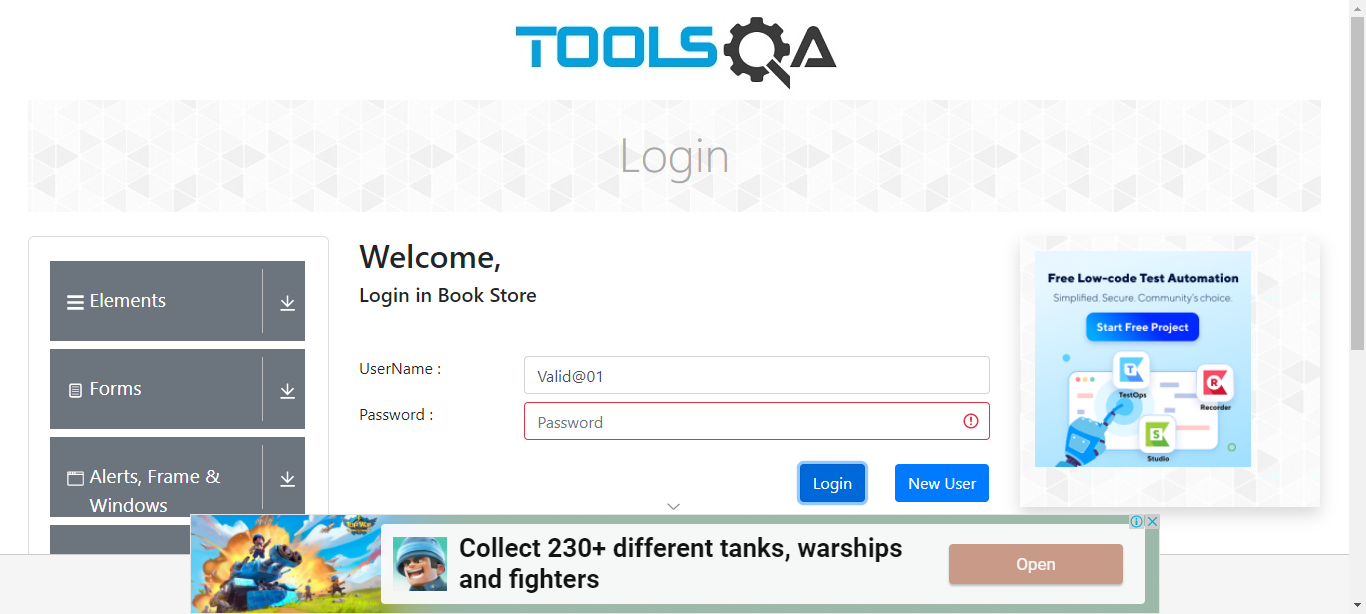 TOOLSQA
Login
Elements
Forms
Alerts, Frame &
Windows
Welcome,
Login in Book Store
UserName :
Valid@01
Password :
Password
Login
New User
Free Low-code Test Automation
Simplified. Secure. Community's choice.
Start Free Project
TestOps
Recorder
Studio
Collect 230+ different tanks, warships
and fighters
Open